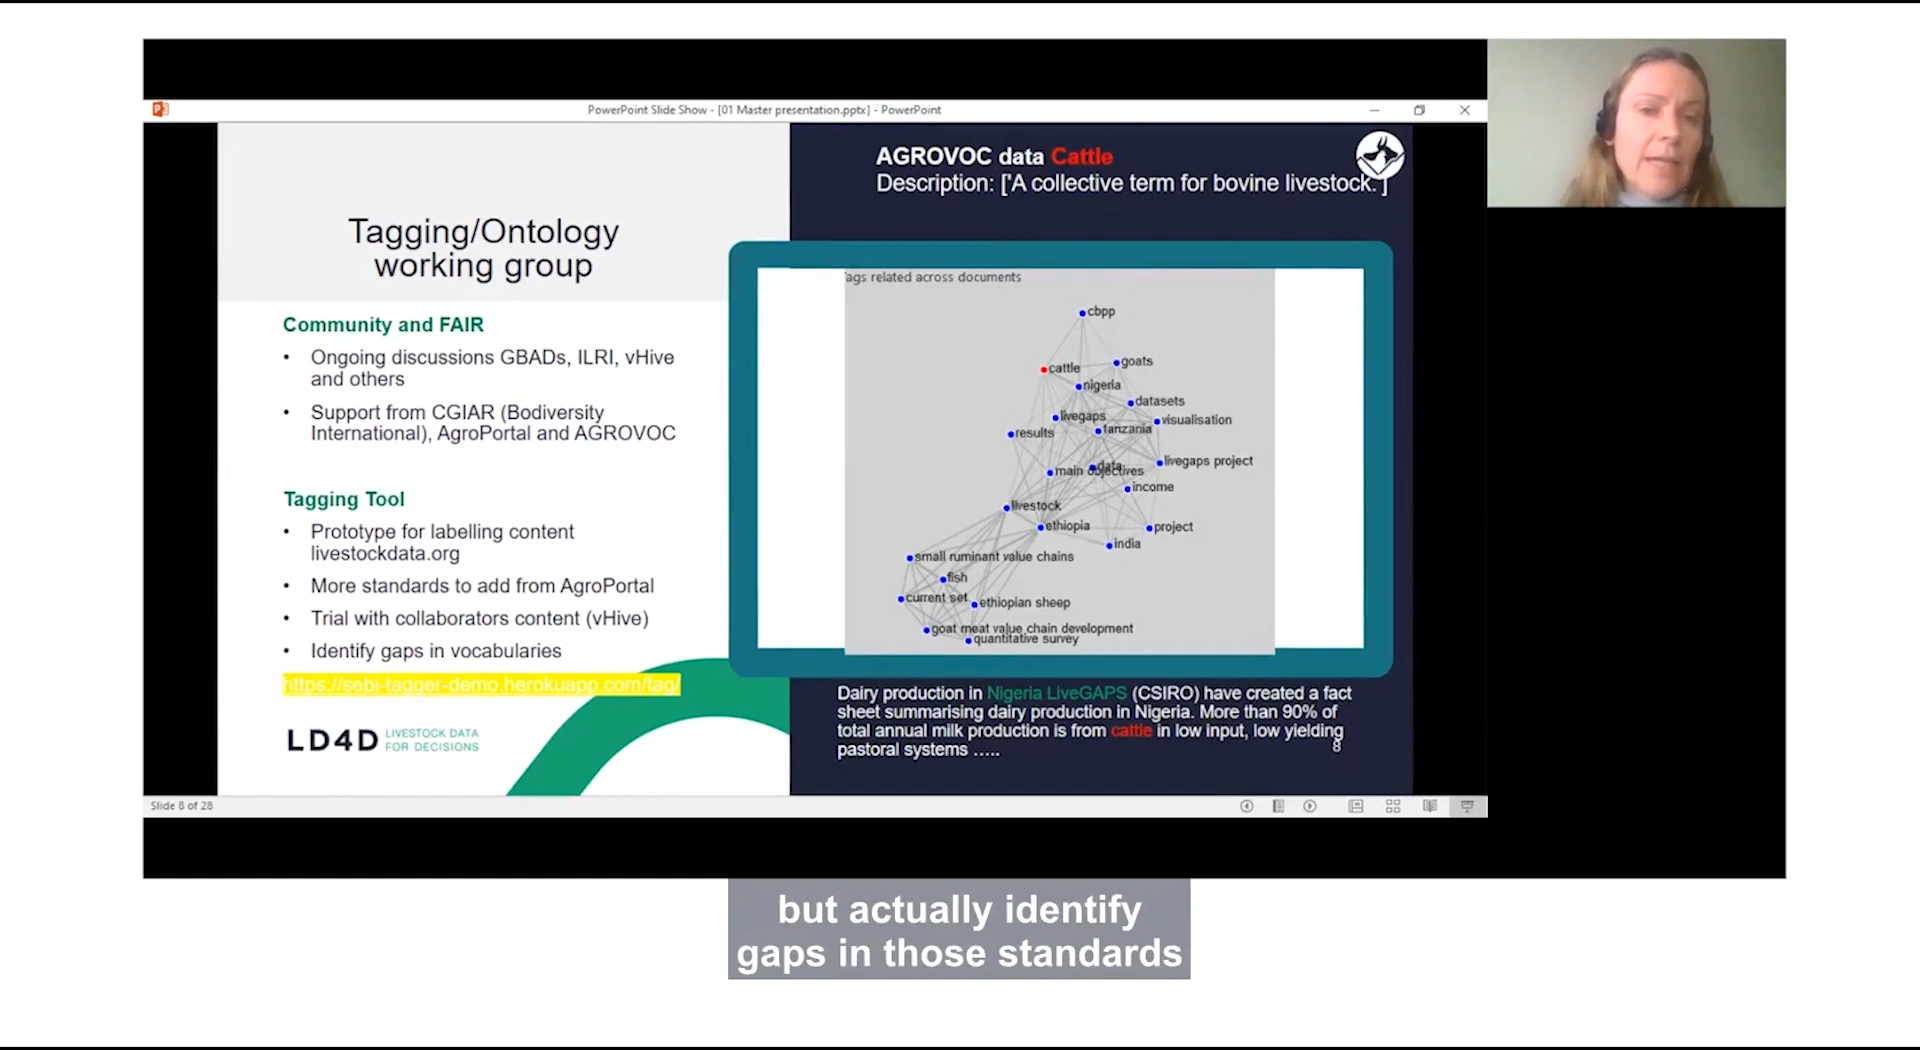 PowerPoint Slide Show - [01 Master presentation.pptx] - PowerPoint
Tagging/Ontology
working group
Community and FAIR
• Ongoing discussions GBADs, ILRI, vHive
and others
• Support from CGIAR (Bodiversity
International), AgroPortal and AGROVOC
Tagging Tool
• Prototype for labelling content
livestockdata.org
• More standards to add from AgroPortal
• Trial with collaborators content (vHive)
• Identify gaps in vocabularies
https://sebi-tagger-demo.herokuapp.com/tag/
LD4D LIVESTOCK DATA
FOR DECISIONS
AGROVOC data Cattle
Description: ['A collective term for bovine livestock.']
related across documents
cbpp
cattle
goats
nigeria
datasets
livegaps
visualisation
tanzania
results
livegaps project
data
main objectives
income
livestock
ethiopia
project
india
small ruminant value chains
fish
current set
ethiopian sheep
goat meat value chain development
quantitative survey
Dairy production in Nigeria LiveGAPS (CSIRO) have created a fact
sheet summarising dairy production in Nigeria. More than 90% of
total annual milk production is from cattle in low input, low yielding
pastoral systems …..
8
Slide 8 of 28
but actually identify
gaps in those standards